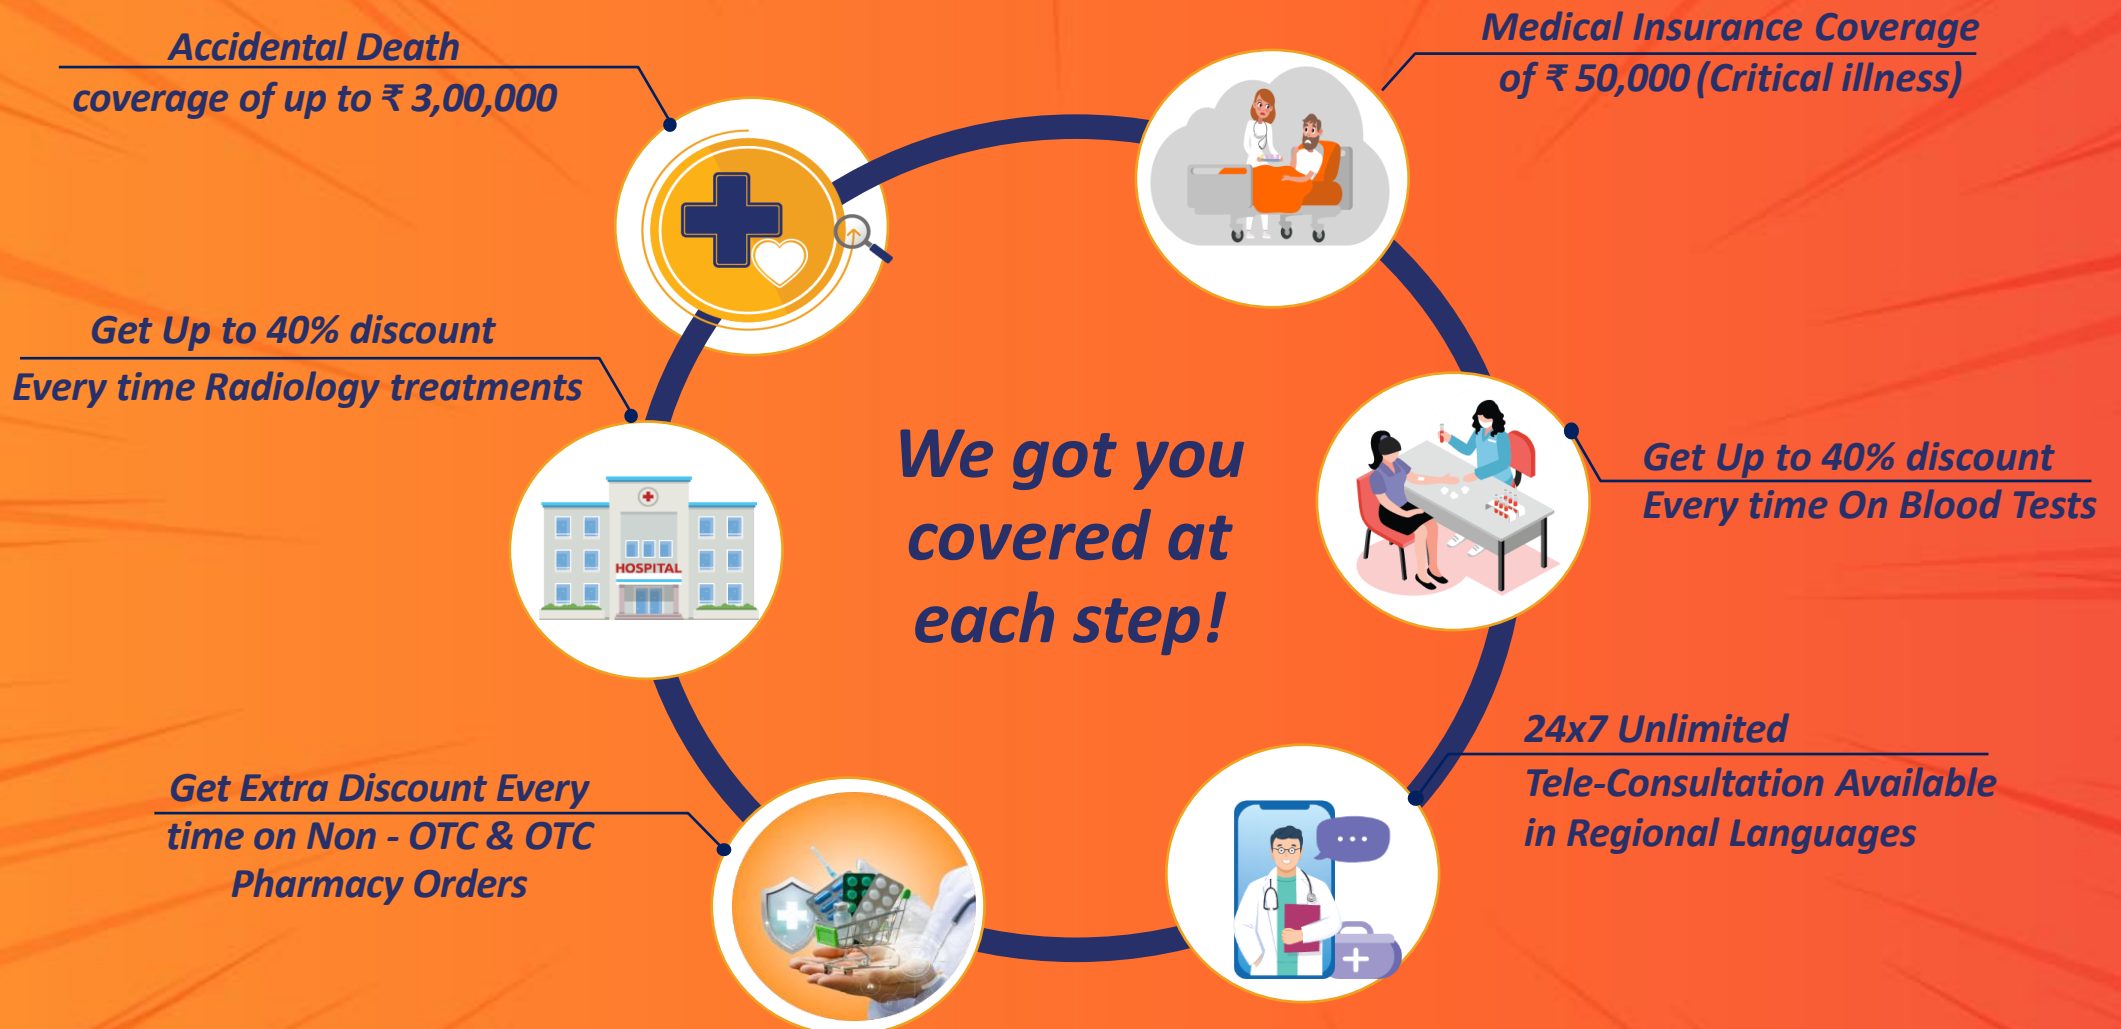 Accidental Death
coverage of up to ₹ 3,00,000
Medical Insurance Coverage
of ₹ 50,000 (Critical illness)
Get Up to 40% discount
Every time Radiology treatments
HOSPITAL
We got you
covered at
each step!
Get Up to 40% discount
Every time On Blood Tests
24x7 Unlimited
Tele-Consultation Available
in Regional Languages
Get Extra Discount Every
time on Non - OTC & OTC
Pharmacy Orders